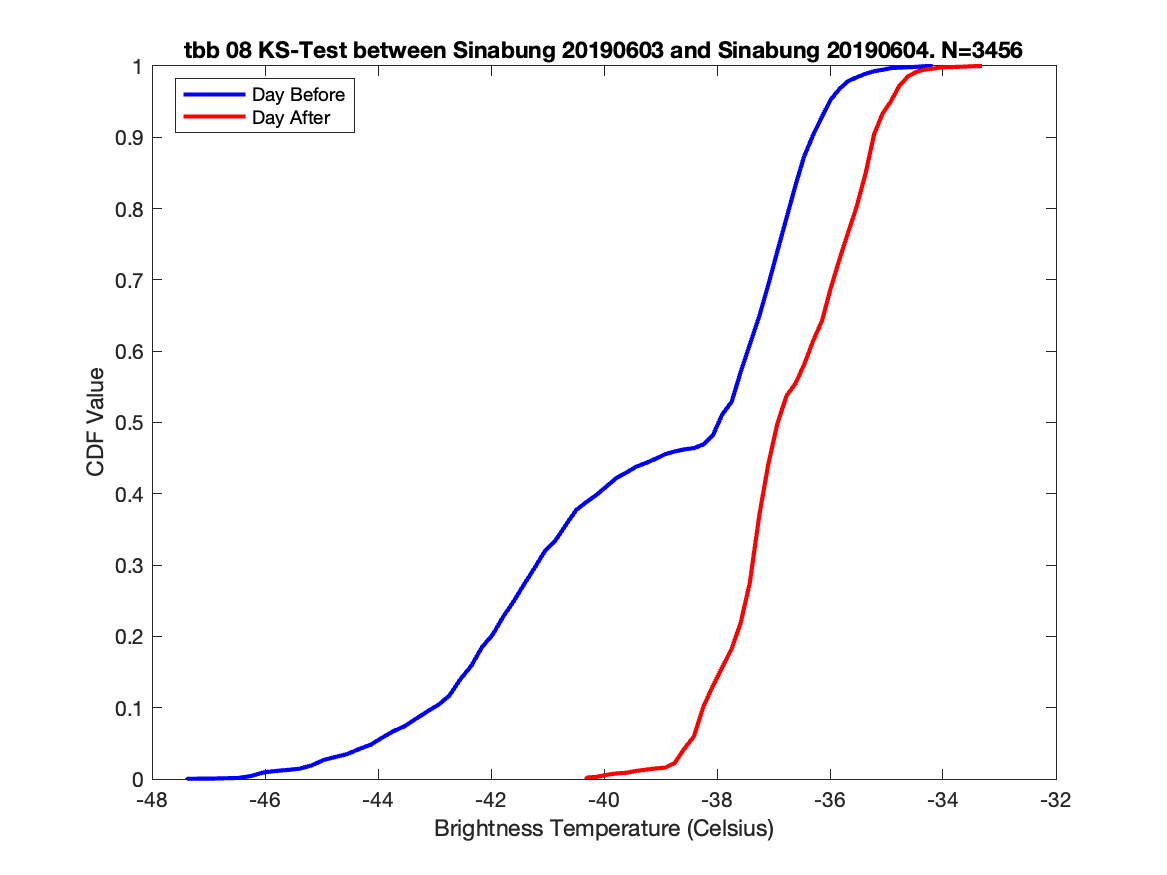 tbb 08 KS-Test between Sinabung 20190603 and Sinabung 20190604. N=3456
Day Before
Day After
1
0.9
0.8
0.7
0.6
0.5
0.4
0.3
0.2
0.1
0
CDF Value
-48 -46 -44 -42 -40 -38 -36 -34 -32
Brightness Temperature (Celsius)